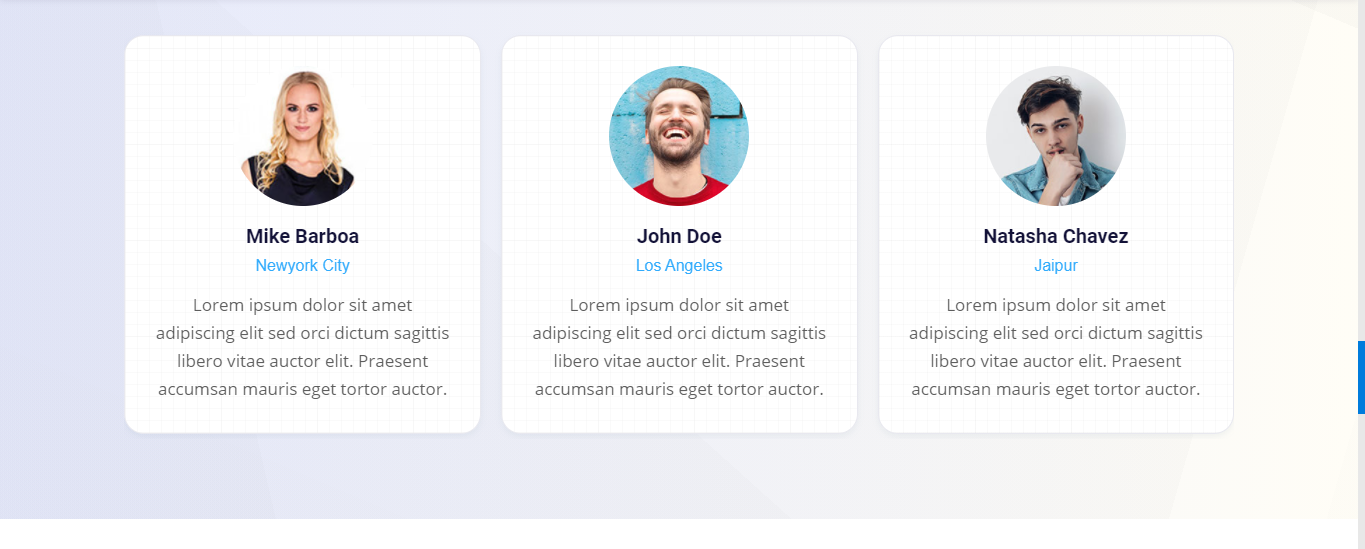 Mike Barboa
Newyork City
Lorem ipsum dolor sit amet
adipiscing elit sed orci dictum sagittis
libero vitae auctor elit. Praesent
accumsan mauris eget tortor auctor.
John Doe
Los Angeles
Lorem ipsum dolor sit amet
adipiscing elit sed orci dictum sagittis
libero vitae auctor elit. Praesent
accumsan mauris eget tortor auctor.
Natasha Chavez
Jaipur
Lorem ipsum dolor sit amet
adipiscing elit sed orci dictum sagittis
libero vitae auctor elit. Praesent
accumsan mauris eget tortor auctor.